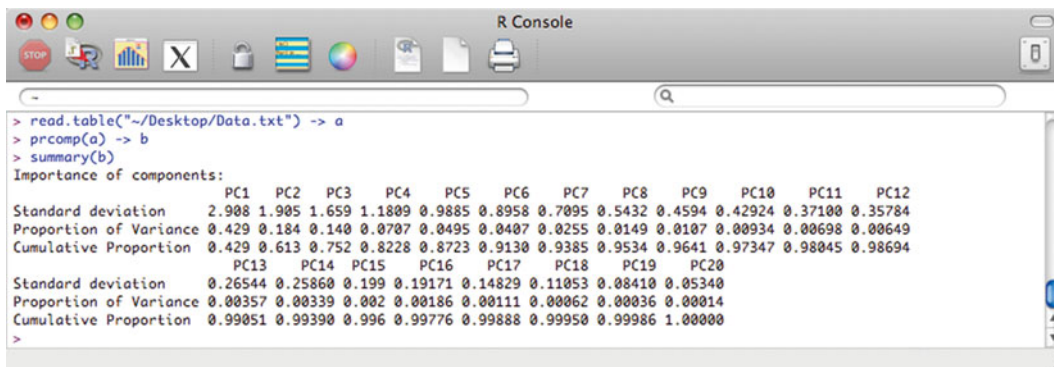 R Console
STOP
R
X
R
~
> read.table("~/Desktop/Data.txt") -> a
> prcomp(a) -> b
> summary(b)
Importance of components:
PC1 PC2 PC3 PC4 PC5 PC6 PC7 PC8 PC9 PC10 PC11 PC12
Standard deviation 2.908 1.905 1.659 1.1809 0.9885 0.8958 0.7095 0.5432 0.4594 0.42924 0.37100 0.35784
Proportion of Variance 0.429 0.184 0.140 0.0707 0.0495 0.0407 0.0255 0.0149 0.0107 0.00934 0.00698 0.00649
Cumulative Proportion 0.429 0.613 0.752 0.8228 0.8723 0.9130 0.9385 0.9534 0.9641 0.97347 0.98045 0.98694
PC13 PC14 PC15 PC16 PC17 PC18 PC19 PC20
Standard deviation 0.26544 0.25860 0.199 0.19171 0.14829 0.11053 0.08410 0.05340
Proportion of Variance 0.00357 0.00339 0.002 0.00186 0.00111 0.00062 0.00036 0.00014
Cumulative Proportion 0.99051 0.99390 0.996 0.99776 0.99888 0.99950 0.99986 1.00000
>